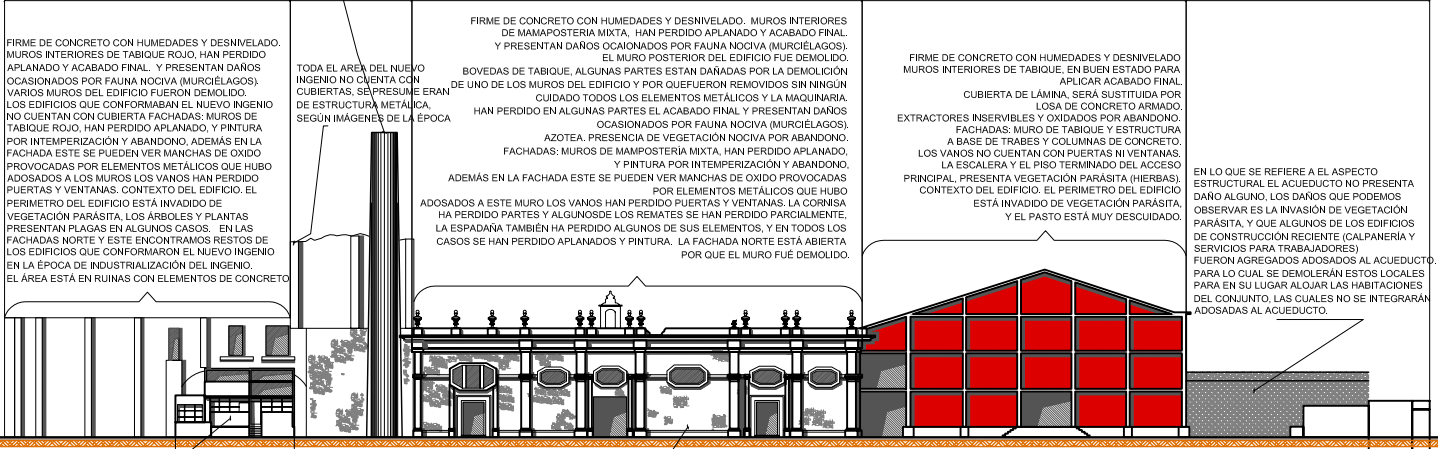 FIRME DE CONCRETO CON HUMEDADES Y DESNIVELADO.
MUROS INTERIORES DE TABIQUE ROJO, HAN PERDIDO
APLANADO Y ACABADO FINAL. Y PRESENTAN DAÑOS
OCASIONADOS POR FAUNA NOCIVA (MURCIÉLAGOS).
VARIOS MUROS DEL EDIFICIO FUERON DEMOLIDO.
LOS EDIFICIOS QUE CONFORMABAN EL NUEVO INGENIO
NO CUENTAN CON CUBIERTA FACHADAS: MUROS DE
TABIQUE ROJO, HAN PERDIDO APLANADO, Y PINTURA
POR INTEMPERIZACIÓN Y ABANDONO, ADEMÁS EN LA
FACHADA ESTE SE PUEDEN VER MANCHAS DE OXIDO
PROVOCADAS POR ELEMENTOS METÁLICOS QUE HUBO
ADOSADOS A LOS MUROS LOS VANOS HAN PERDIDO
PUERTAS Y VENTANAS. CONTEXTO DEL EDIFICIO. EL
PERIMETRO DEL EDIFICIO ESTÁ INVADIDO DE
VEGETACIÓN PARÁSITA, LOS ÁRBOLES Y PLANTAS
PRESENTAN PLAGAS EN ALGUNOS CASOS. EN LAS
FACHADAS NORTE Y ESTE ENCONTRAMOS RESTOS DE
LOS EDIFICIOS QUE CONFORMARON EL NUEVO INGENIO
EN LA ÉPOCA DE INDUSTRIALIZACIÓN DEL INGENIO.
EL ÁREA ESTÁ EN RUINAS CON ELEMENTOS DE CONCRETO
TODA EL AREA DEL NUEVO
INGENIO NO CUENTA CON
CUBIERTAS, SE PRESUME ERAN
DE ESTRUCTURA METÁLICA,
SEGÚN IMÁGENES DE LA ÉPOCA
FIRME DE CONCRETO CON HUMEDADES Y DESNIVELADO. MUROS INTERIORES
DE MAMAPOSTERIA MIXTA, HAN PERDIDO APLANADO Y ACABADO FINAL.
Y PRESENTAN DAÑOS OCAIONADOS POR FAUNA NOCIVA (MURCIÉLAGOS).
EL MURO POSTERIOR DEL EDIFICIO FUE DEMOLIDO.
BOVEDAS DE TABIQUE, ALGUNAS PARTES ESTAN DAÑADAS POR LA DEMOLICIÓN
DE UNO DE LOS MUROS DEL EDIFICIO Y POR QUEFUERON REMOVIDOS SIN NINGÚN
CUIDADO TODOS LOS ELEMENTOS METÁLICOS Y LA MAQUINARIA.
HAN PERDIDO EN ALGUNAS PARTES EL ACABADO FINAL Y PRESENTAN DAÑOS
OCASIONADOS POR FAUNA NOCIVA (MURCIÉLAGOS).
AZOTEA. PRESENCIA DE VEGETACIÓN NOCIVA POR ABANDONO.
FACHADAS: MUROS DE MAMPOSTERÍA MIXTA, HAN PERDIDO APLANADO,
Y PINTURA POR INTEMPERIZACIÓN Y ABANDONO,
ADEMÁS EN LA FACHADA ESTE SE PUEDEN VER MANCHAS DE OXIDO PROVOCADAS
POR ELEMENTOS METÁLICOS QUE HUBO
ADOSADOS A ESTE MURO LOS VANOS HAN PERDIDO PUERTAS Y VENTANAS. LA CORNISA
HA PERDIDO PARTES Y ALGUNOSDE LOS REMATES SE HAN PERDIDO PARCIALMENTE,
LA ESPADAÑA TAMBIÉN HA PERDIDO ALGUNOS DE SUS ELEMENTOS, Y EN TODOS LOS
CASOS SE HAN PERDIDO APLANADOS Y PINTURA. LA FACHADA NORTE ESTÁ ABIERTA
POR QUE EL MURO FUÉ DEMOLIDO.
FIRME DE CONCRETO CON HUMEDADES Y DESNIVELADO
MUROS INTERIORES DE TABIQUE, EN BUEN ESTADO PARA
APLICAR ACABADO FINAL
CUBIERTA DE LÁMINA, SERÁ SUSTITUIDA POR
LOSA DE CONCRETO ARMADO.
EXTRACTORES INSERVIBLES Y OXIDADOS POR ABANDONO.
FACHADAS: MURO DE TABIQUE Y ESTRUCTURA
A BASE DE TRABES Y COLUMNAS DE CONCRETO.
LOS VANOS NO CUENTAN CON PUERTAS NI VENTANAS.
LA ESCALERA Y EL PISO TERMINADO DEL ACCESO
PRINCIPAL, PRESENTA VEGETACIÓN PARÁSITA (HIERBAS).
CONTEXTO DEL EDIFICIO. EL PERIMETRO DEL EDIFICIO
ESTÁ INVADIDO DE VEGETACIÓN PARÁSITA,
Y EL PASTO ESTÁ MUY DESCUIDADO.
EN LO QUE SE REFIERE A EL ASPECTO
ESTRUCTURAL EL ACUEDUCTO NO PRESENTA
DAÑO ALGUNO, LOS DAÑOS QUE PODEMOS
OBSERVAR ES LA INVASIÓN DE VEGETACIÓN
PARÁSITA, Y QUE ALGUNOS DE LOS EDIFICIOS
DE CONSTRUCCIÓN RECIENTE (CALPANERÍA Y
SERVICIOS PARA TRABAJADORES)
FUERON AGREGADOS ADOSADOS AL ACUEDUCTO.
PARA LO CUAL SE DEMOLERÁN ESTOS LOCALES
PARA EN SU LUGAR ALOJAR LAS HABITACIONES
DEL CONJUNTO, LAS CUALES NO SE INTEGRARÁN
ADOSADAS AL ACUEDUCTO.